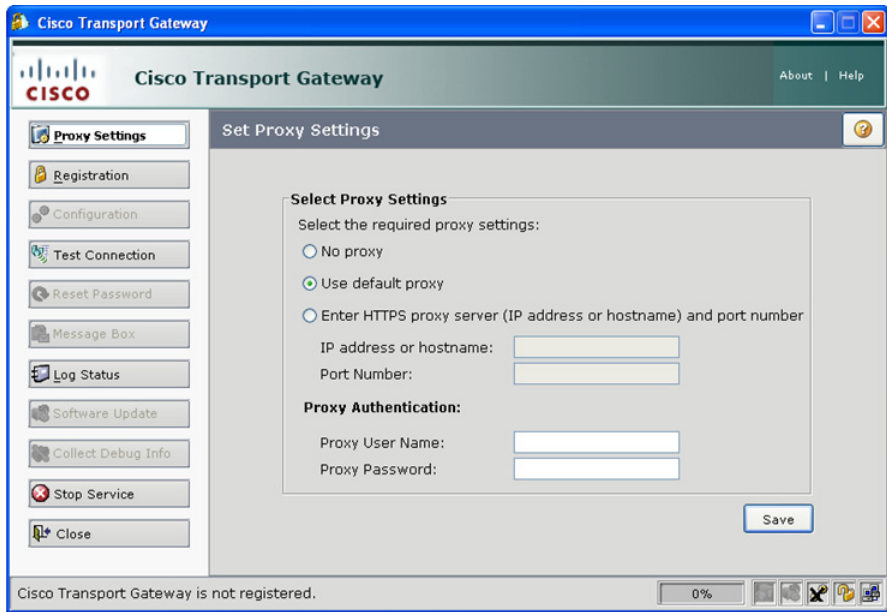 Cisco Transport Gateway
CISCO
Cisco Transport Gateway
About | Help
Proxy Settings
Registration
Configuration
Test Connection
Reset Password
Message Box
Log Status
Software Update
Collect Debug Info
Stop Service
Close
Set Proxy Settings
Select Proxy Settings
Select the required proxy settings:
No proxy
Use default proxy
Enter HTTPS proxy server (IP address or hostname) and port number
IP address or hostname:
Port Number:
Proxy Authentication:
Proxy User Name:
Proxy Password:
Save
Cisco Transport Gateway is not registered.
0%